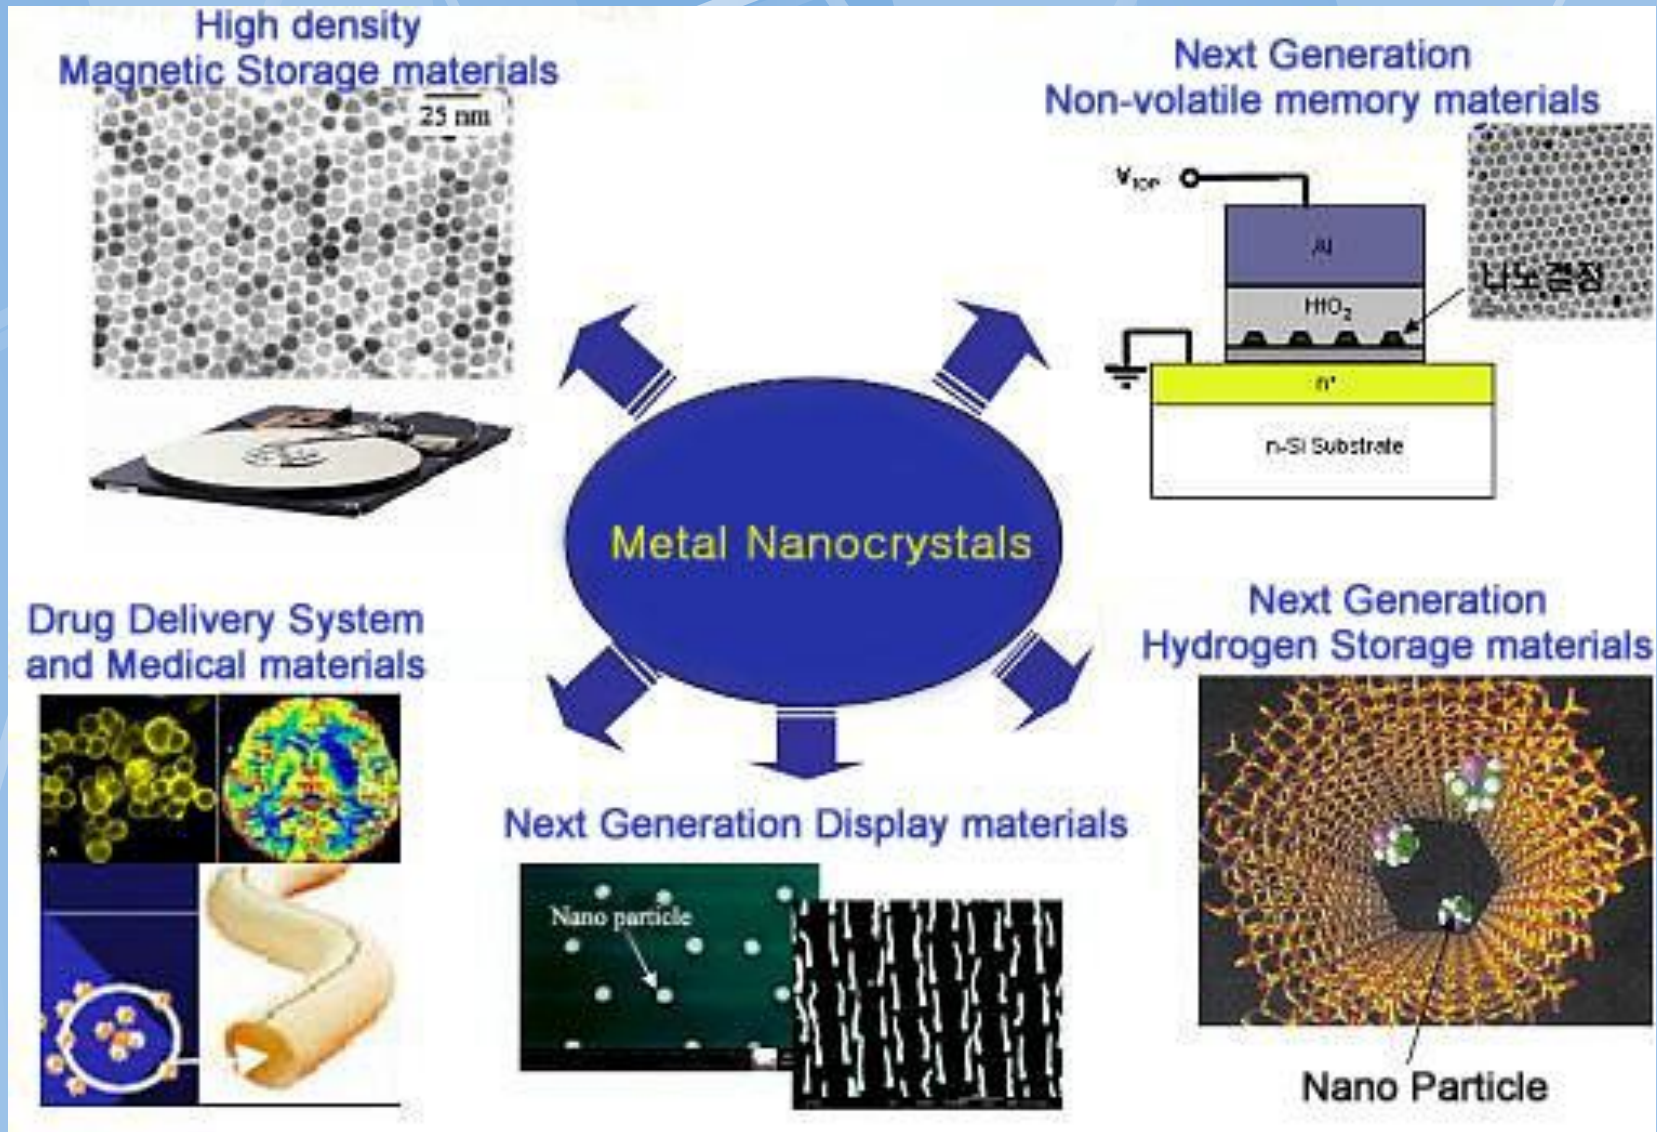 High density
Magnetic Storage materials
25 nm
Next Generation
Non-volatile memory materials
V_TOP
Al
HfO₂
나노결정
n⁺
n-Si Substrate
Metal Nanocrystals
Drug Delivery System
and Medical materials
Next Generation
Hydrogen Storage materials
Next Generation Display materials
Nano particle
Nano Particle